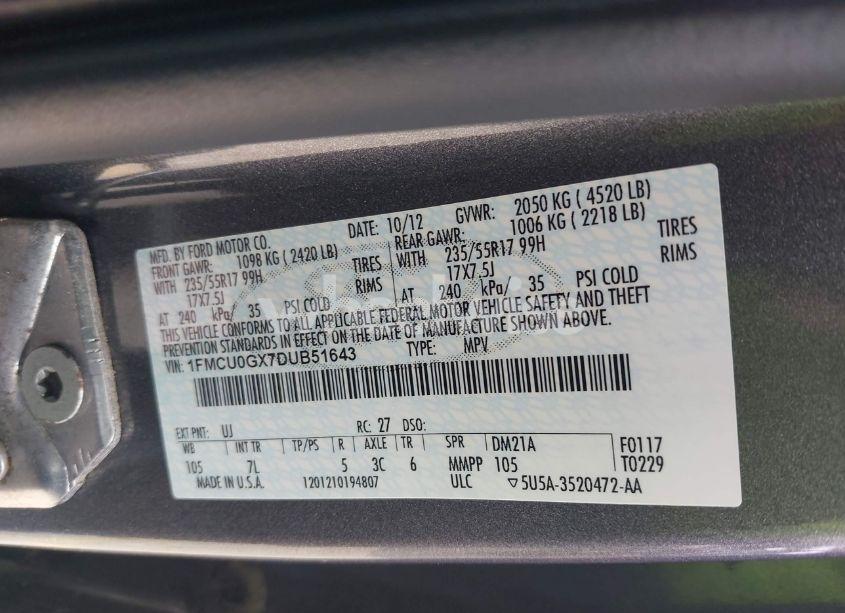 MFD. BY FORD MOTOR CO. DATE: 10/12 GVWR: 2050 KG ( 4520 LB)
FRONT GAWR: 1098 KG ( 2420 LB) REAR GAWR: 1006 KG ( 2218 LB)
WITH 235/55R17 99H TIRES WITH 235/55R17 99H TIRES
17X7.5J RIMS 17X7.5J RIMS
AT 240 kPa/ 35 PSI COLD AT 240 kPa/ 35 PSI COLD
THIS VEHICLE CONFORMS TO ALL APPLICABLE FEDERAL MOTOR VEHICLE SAFETY AND THEFT
PREVENTION STANDARDS IN EFFECT ON THE DATE OF MANUFACTURE SHOWN ABOVE.
VIN: 1FMCU0GX7DUB51643 TYPE: MPV
EXT PNT: UJ RC: 27 DSO:
WB INT TR TP/PS R AXLE TR SPR DM21A F0117
105 7L 5 3C 6 MMPP 105 T0229
MADE IN U.S.A. 1201210194807 ULC ▽5U5A-3520472-AA